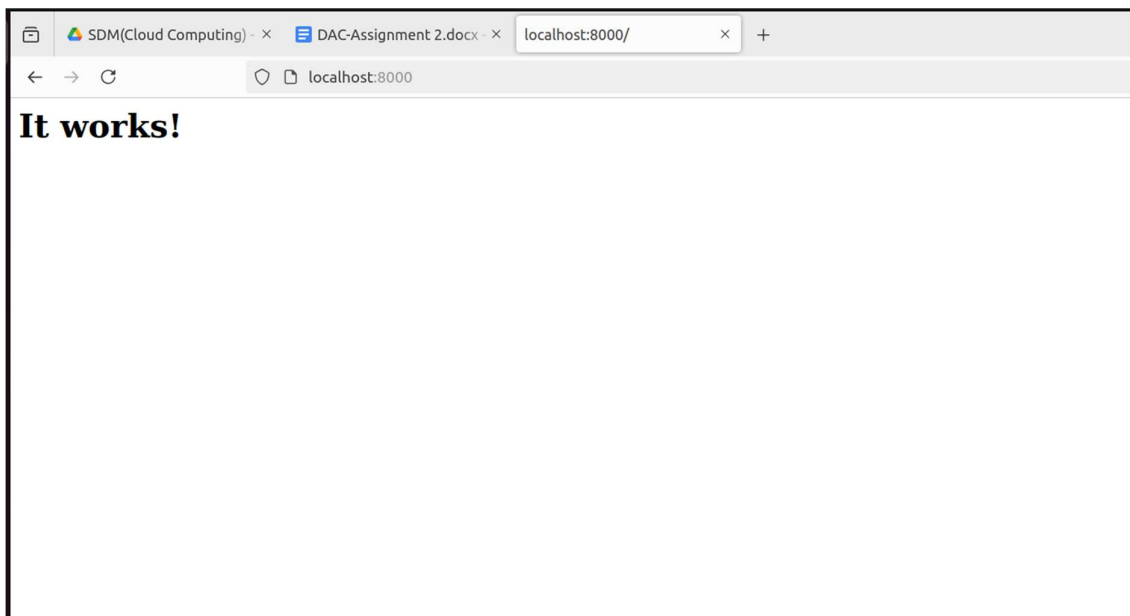 SDM(Cloud Computing) - DAC-Assignment 2.docx - localhost:8000/
localhost:8000
It works!